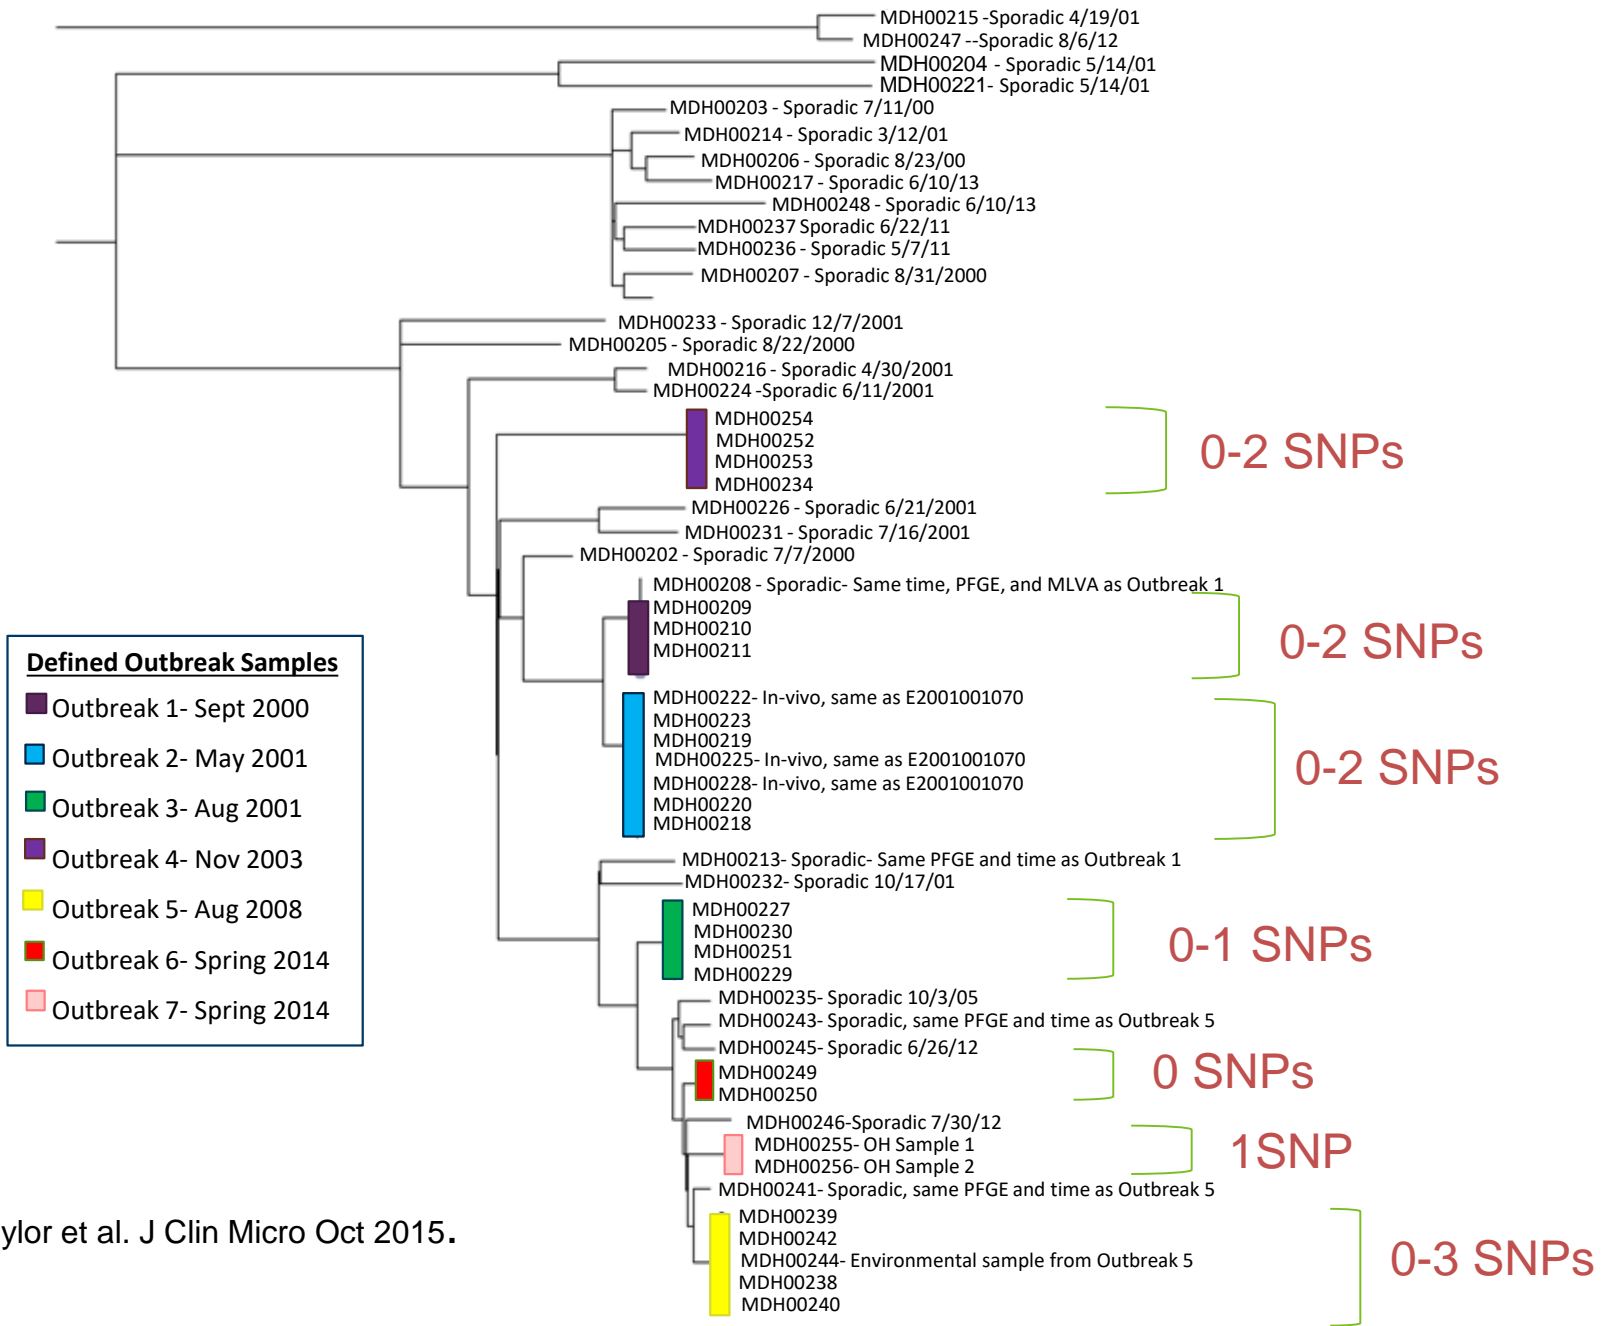 MDH00215 -Sporadic 4/19/01
MDH00247 --Sporadic 8/6/12
MDH00204 - Sporadic 5/14/01
MDH00221- Sporadic 5/14/01
MDH00203 - Sporadic 7/11/00
MDH00214 - Sporadic 3/12/01
MDH00206 - Sporadic 8/23/00
MDH00217 - Sporadic 6/10/13
MDH00248 - Sporadic 6/10/13
MDH00237 Sporadic 6/22/11
MDH00236 - Sporadic 5/7/11
MDH00207 - Sporadic 8/31/2000
MDH00233 - Sporadic 12/7/2001
MDH00205 - Sporadic 8/22/2000
MDH00216 - Sporadic 4/30/2001
MDH00224 -Sporadic 6/11/2001
MDH00254
MDH00252
MDH00253
MDH00234
0-2 SNPs
MDH00226 - Sporadic 6/21/2001
MDH00231 - Sporadic 7/16/2001
MDH00202 - Sporadic 7/7/2000
MDH00208 - Sporadic- Same time, PFGE, and MLVA as Outbreak 1
MDH00209
MDH00210
MDH00211
0-2 SNPs
MDH00222- In-vivo, same as E2001001070
MDH00223
MDH00219
MDH00225- In-vivo, same as E2001001070
MDH00228- In-vivo, same as E2001001070
MDH00220
MDH00218
0-2 SNPs
MDH00213- Sporadic- Same PFGE and time as Outbreak 1
MDH00232- Sporadic 10/17/01
MDH00227
MDH00230
MDH00251
MDH00229
0-1 SNPs
MDH00235- Sporadic 10/3/05
MDH00243- Sporadic, same PFGE and time as Outbreak 5
MDH00245- Sporadic 6/26/12
MDH00249
MDH00250
0 SNPs
MDH00246-Sporadic 7/30/12
MDH00255- OH Sample 1
MDH00256- OH Sample 2
1SNP
MDH00241- Sporadic, same PFGE and time as Outbreak 5
MDH00239
MDH00242
MDH00244- Environmental sample from Outbreak 5
MDH00238
MDH00240
0-3 SNPs
Defined Outbreak Samples
Outbreak 1- Sept 2000
Outbreak 2- May 2001
Outbreak 3- Aug 2001
Outbreak 4- Nov 2003
Outbreak 5- Aug 2008
Outbreak 6- Spring 2014
Outbreak 7- Spring 2014
ylor et al. J Clin Micro Oct 2015.